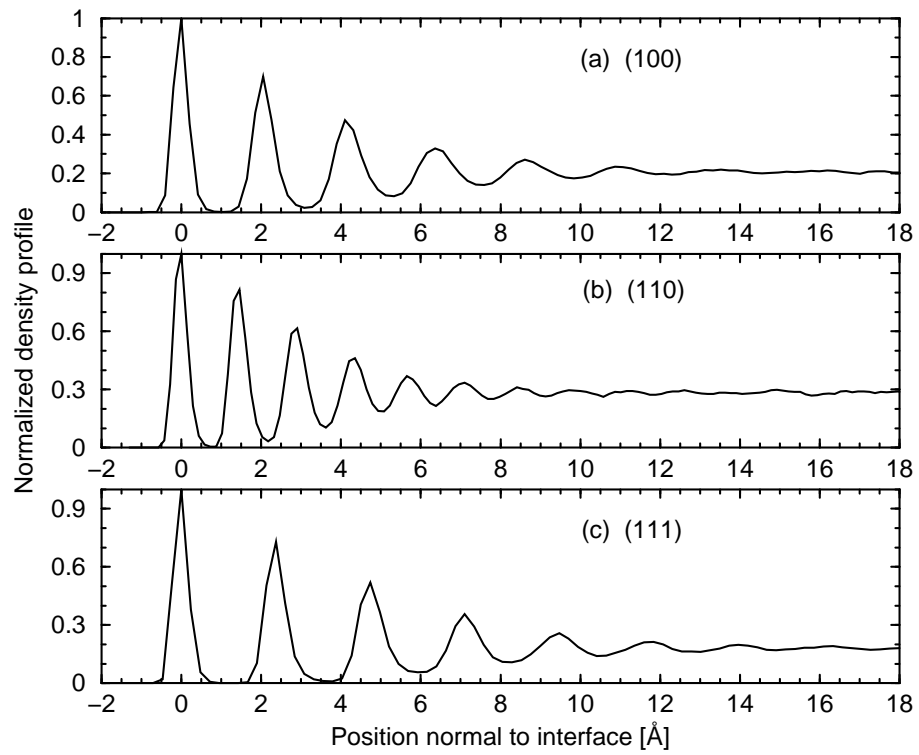 1
0.8
0.6
0.4
0.2
0
(a) (100)
−2 0 2 4 6 8 10 12 14 16 18
Normalized density profile
0.9
0.6
0.3
0
(b) (110)
−2 0 2 4 6 8 10 12 14 16 18
0.9
0.6
0.3
0
(c) (111)
−2 0 2 4 6 8 10 12 14 16 18
Position normal to interface [Å]